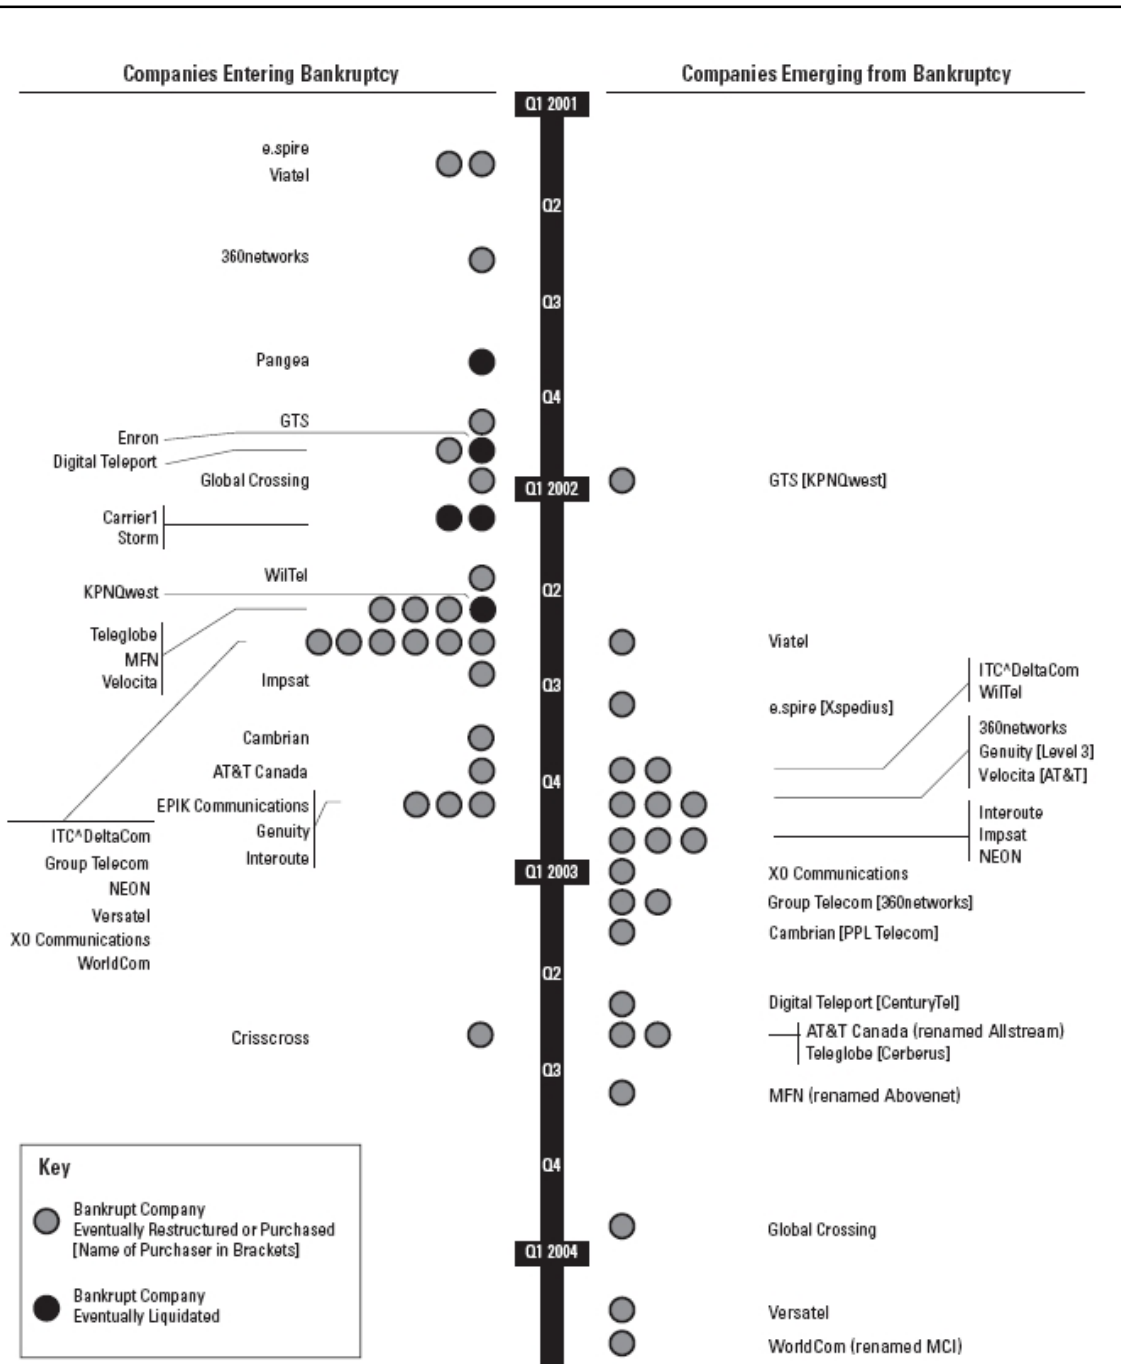 Companies Entering Bankruptcy
Companies Emerging from Bankruptcy
Q1 2001
e.spire
Viatel
Q2
360networks
Q3
Pangea
Q4
GTS
Enron
Digital Teleport
Global Crossing
Q1 2002
GTS [KPNQwest]
Carrier1
Storm
WilTel
Q2
KPNQwest
Teleglobe
MFN
Velocita
Viatel
Impsat
Q3
ITC^DeltaCom
WilTel
e.spire [Xspedius]
360networks
Genuity [Level 3]
Velocita [AT&T]
Cambrian
AT&T Canada
Q4
EPIK Communications
Genuity
Interoute
Interoute
Impsat
NEON
ITC^DeltaCom
Group Telecom
NEON
Versatel
XO Communications
WorldCom
Q1 2003
XO Communications
Group Telecom [360networks]
Cambrian [PPL Telecom]
Q2
Digital Teleport [CenturyTel]
Crisscross
AT&T Canada (renamed Allstream)
Teleglobe [Cerberus]
Q3
MFN (renamed Abovenet)
Q4
Global Crossing
Q1 2004
Versatel
WorldCom (renamed MCI)
Key
Bankrupt Company
Eventually Restructured or Purchased
[Name of Purchaser in Brackets]
Bankrupt Company
Eventually Liquidated